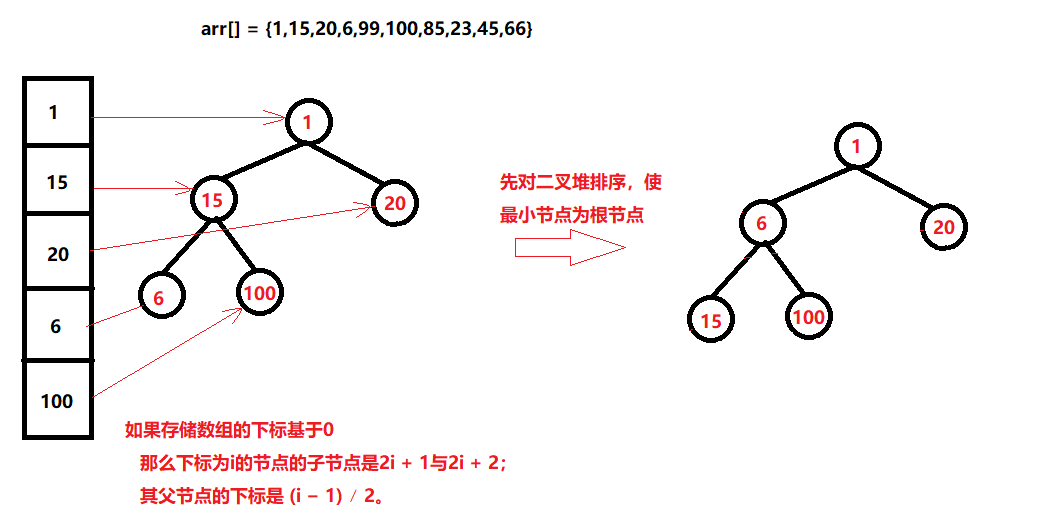 arr[] = {1,15,20,6,99,100,85,23,45,66}
1
15
20
6
100
1
15
20
6
100
先对二叉堆排序，使
最小节点为根节点
1
6
20
15
100
如果存储数组的下标基于0
那么下标为i的节点的子节点是2i + 1与2i + 2；
其父节点的下标是 (i − 1) ∕ 2。